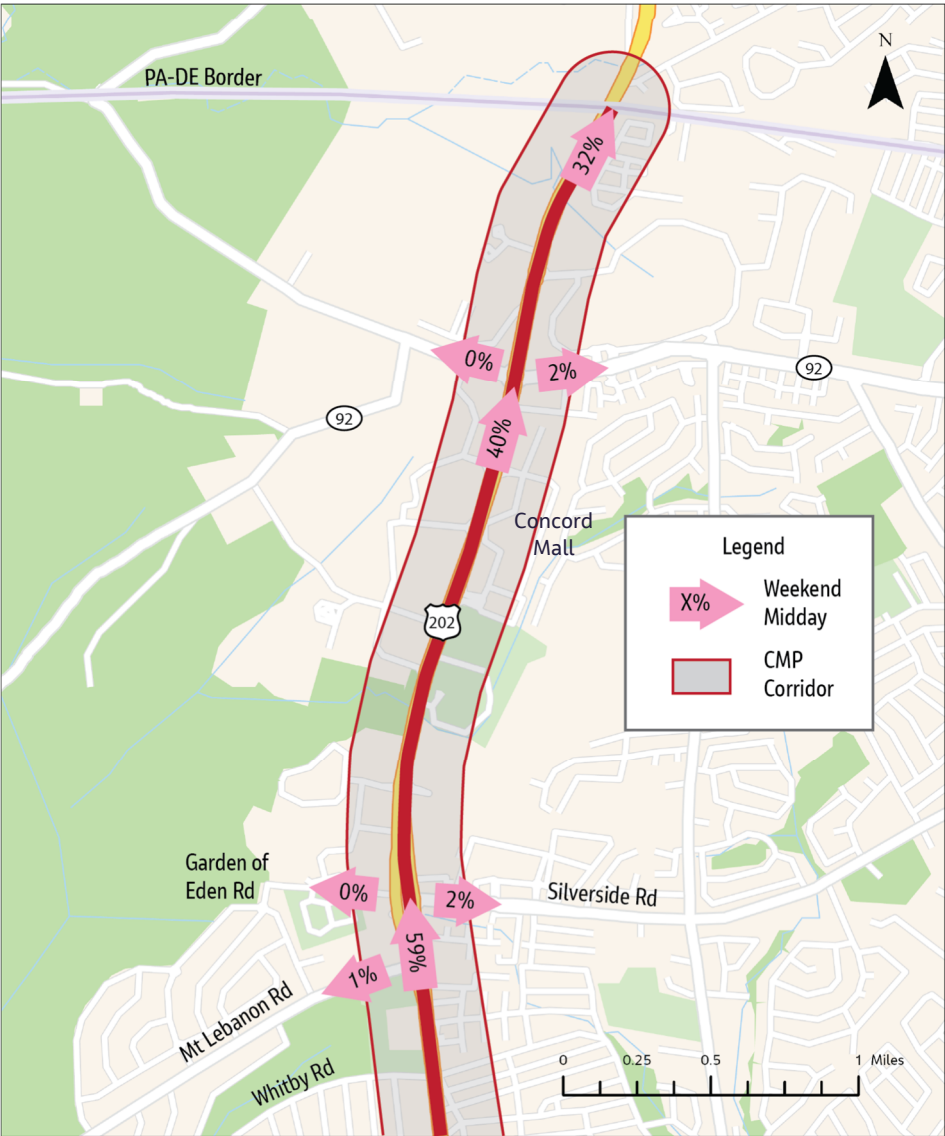 N
PA-DE Border
32%
0%
2%
92
92
40%
Concord
Mall
Legend
X%
Weekend
Midday
CMP
Corridor
202
Garden of
Eden Rd
0%
2%
Silverside Rd
59%
1%
Mt Lebanon Rd
Whitby Rd
0 0.25 0.5 1 Miles